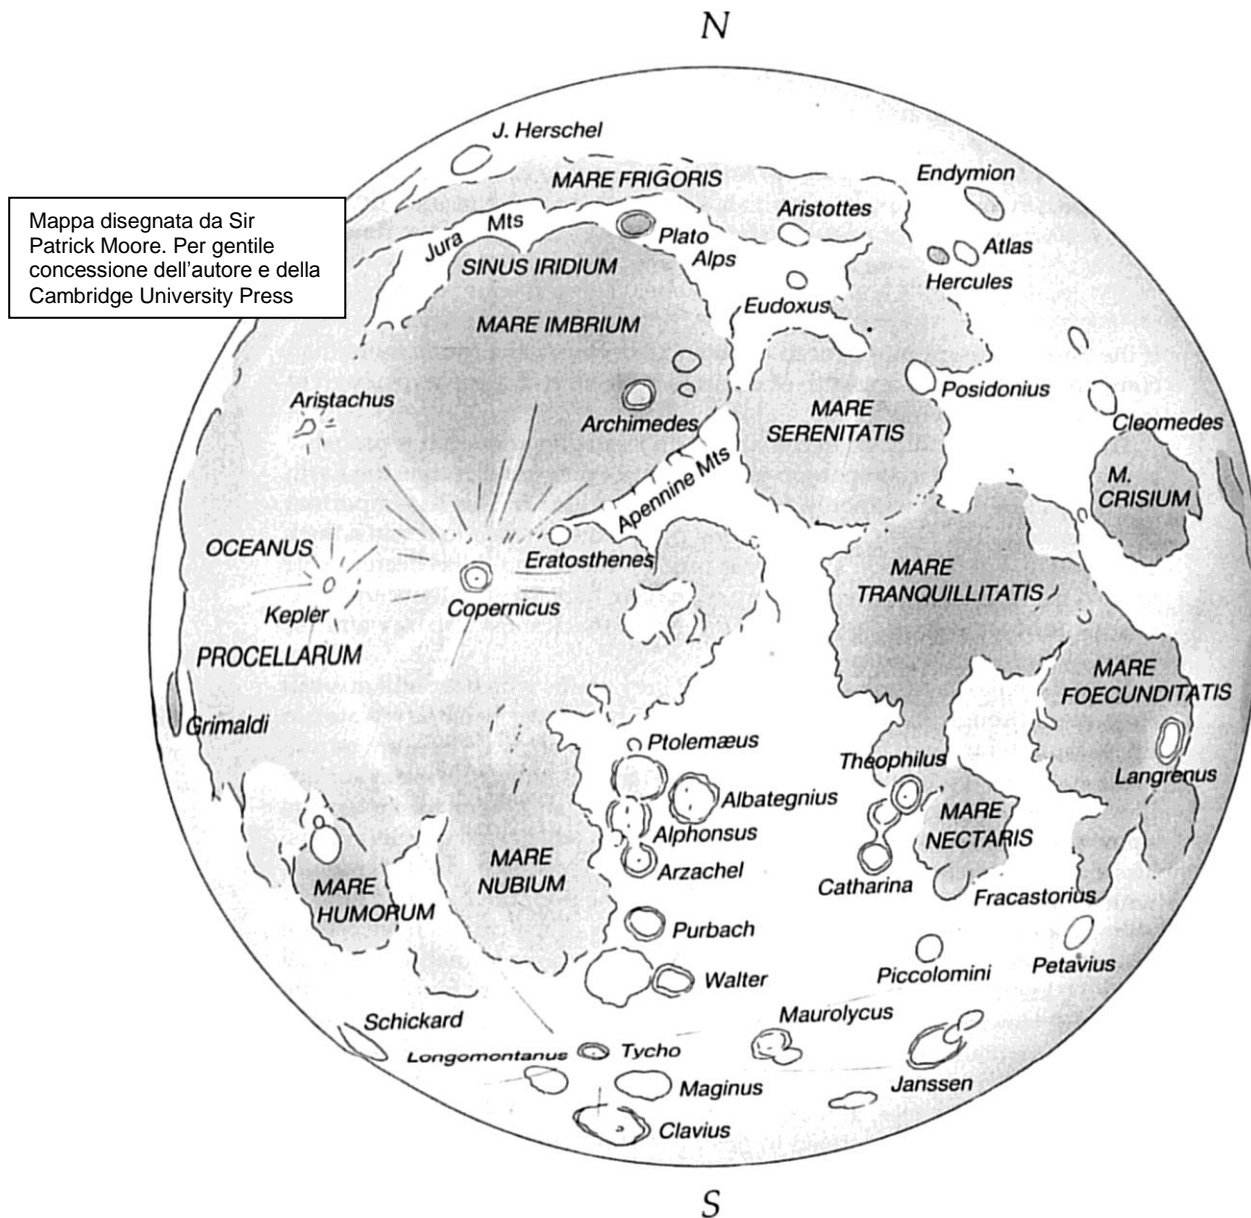 N
J. Herschel
MARE FRIGORIS
Endymion
Mappa disegnata da Sir
Patrick Moore. Per gentile
concessione dell'autore e della
Cambridge University Press
Jura Mts
Plato
Alps
Aristottes
Atlas
Hercules
SINUS IRIDIUM
Eudoxus
MARE IMBRIUM
Posidonius
Aristachus
Archimedes
MARE
SERENITATIS
Cleomedes
Apennine Mts
M.
CRISIUM
OCEANUS
Eratosthenes
Kepler
Copernicus
MARE
TRANQUILLITATIS
PROCELLARUM
MARE
FOECUNDITATIS
Grimaldi
Ptolemæus
Theophilus
Langrenus
Albategnius
Alphonsus
MARE
NECTARIS
Arzachel
MARE
NUBIUM
Catharina
Fracastorius
MARE
HUMORUM
Purbach
Piccolomini
Petavius
Walter
Schickard
Maurolycus
Longomontanus
Tycho
Janssen
Maginus
Clavius
S